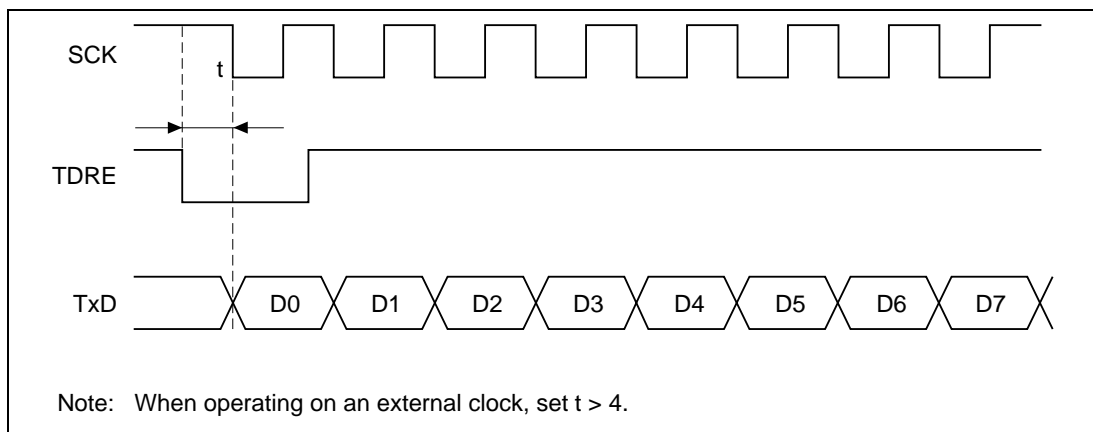 SCK
t
TDRE
TxD D0 D1 D2 D3 D4 D5 D6 D7
Note: When operating on an external clock, set t > 4.